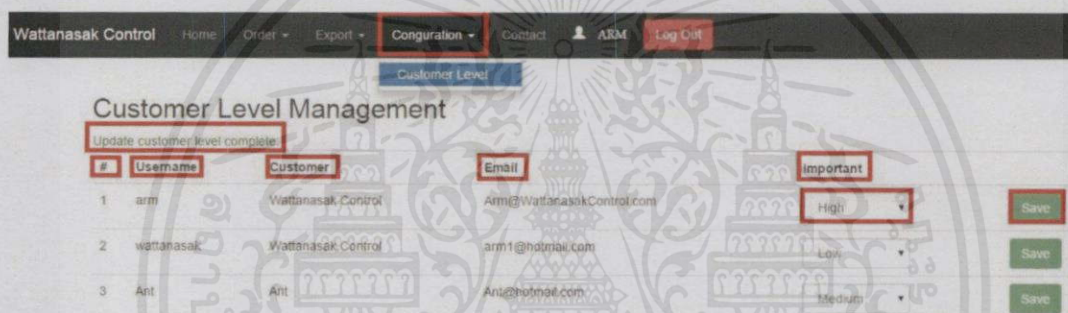 Wattanasak Control Home Order Export Conguration Contact ARM Log Out
Customer Level
Customer Level Management
Update customer level complete.
# Username Customer Email Important
1 arm Wattanasak Control Arm@WattanasakControl.com High Save
2 wattanasak Wattanasak Control arm1@hotmail.com Low Save
3 Ant Ant Ant@hotmail.com Medium Save